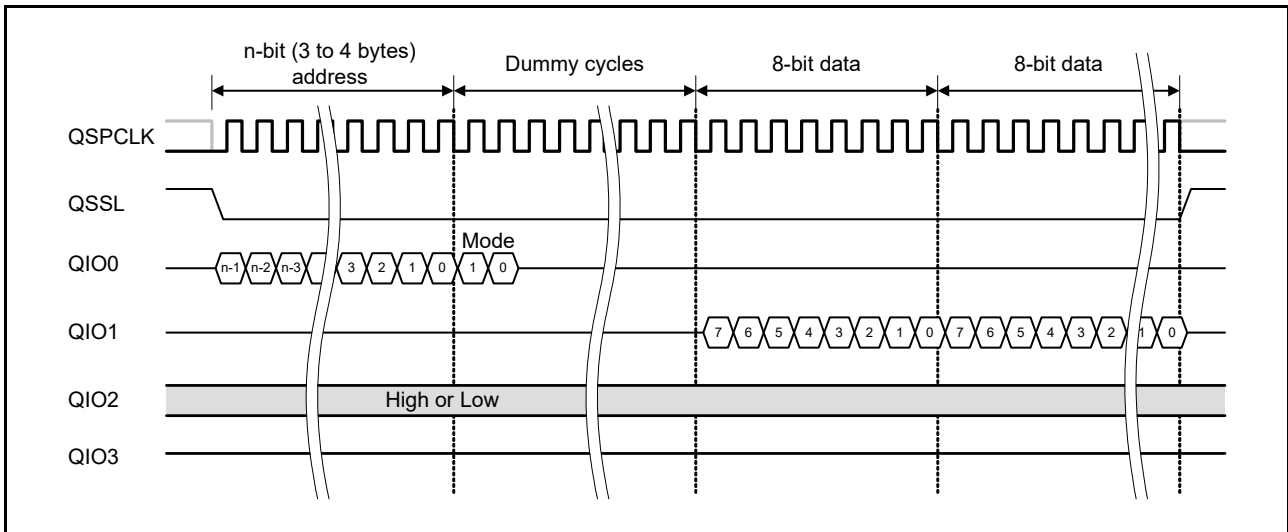 n-bit (3 to 4 bytes)
address
Dummy cycles
8-bit data
8-bit data
QSPCLK
QSSL
Mode
QIO0
n-1 n-2 n-3 3 2 1 0 1 0
QIO1
7 6 5 4 3 2 1 0 7 6 5 4 3 2 1 0
QIO2
High or Low
QIO3